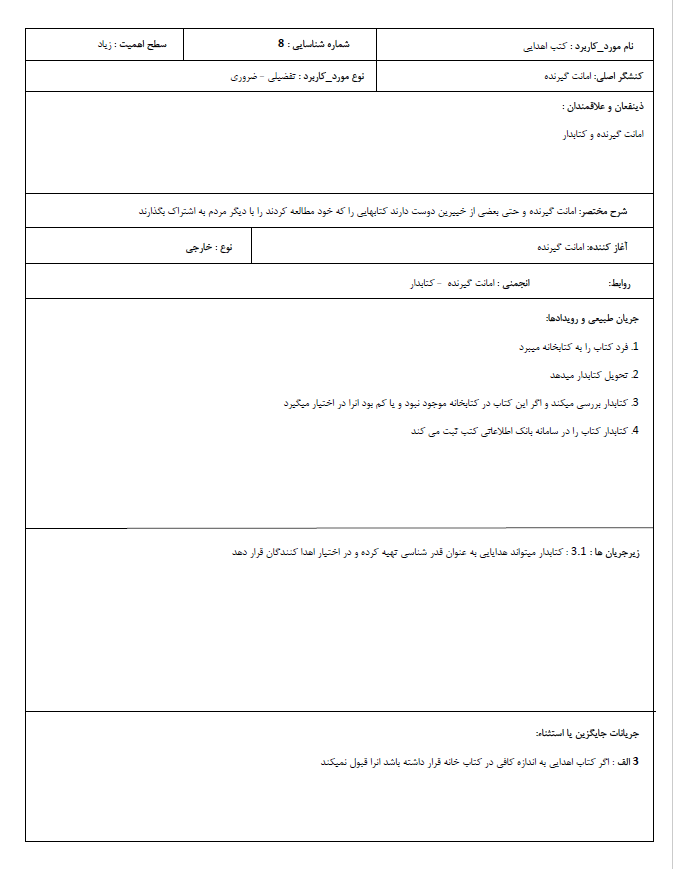 نام مورد_کاربرد : کتب اهدایی
شماره شناسایی : 8
سطح اهمیت : زیاد
کنشگر اصلی: امانت گیرنده
نوع مورد_کاربرد : تفضیلی - ضروری
ذینفعان و علاقمندان :
امانت گیرنده و کتابدار
شرح مختصر: امانت گیرنده و حتی بعضی از خییرین دوست دارند کتابهایی را که خود مطالعه کردند را با دیگر مردم به اشتراک بگذارند
آغاز کننده: امانت گیرنده
نوع : خارجی
روابط: انجمنی : امانت گیرنده - کتابدار
جریان طبیعی و رویدادها:
1. فرد کتاب را به کتابخانه میبرد
2. تحویل کتابدار میدهد
3. کتابدار بررسی میکند و اگر این کتاب در کتابخانه موجود نبود و یا کم بود انرا در اختیار میگیرد
4. کتابدار کتاب را در سامانه بانک اطلاعاتی کتب ثبت می کند
زیرجریان ها : 3.1 : کتابدار میتواند هدایایی به عنوان قدر شناسی تهیه کرده و در اختیار اهدا کنندگان قرار دهد
جریانات جایگزین یا استثناء:
3 الف : اگر کتاب اهدایی به اندازه کافی در کتاب خانه قرار داشته باشد انرا قبول نمیکند